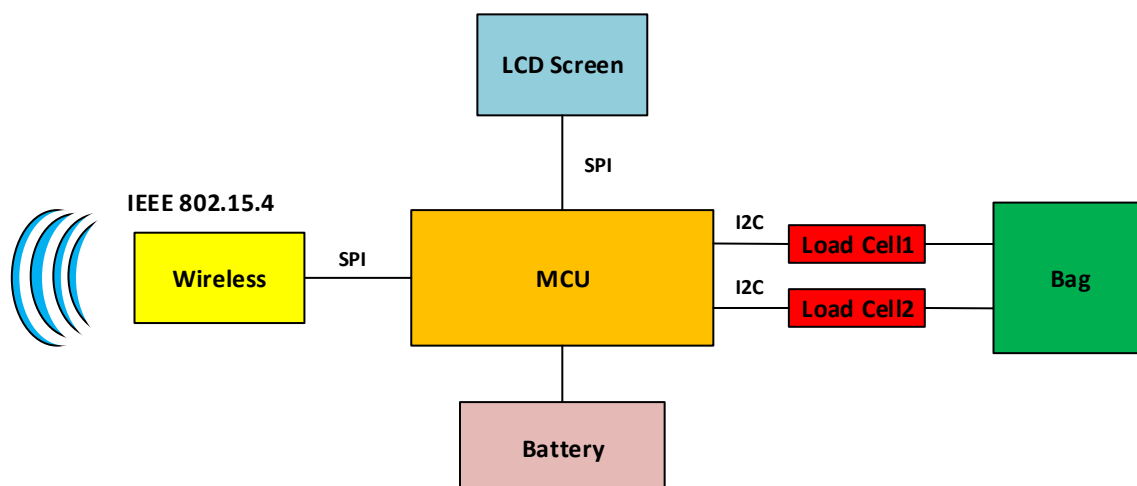 LCD Screen
SPI
IEEE 802.15.4
Wireless
SPI
MCU
I2C
Load Cell1
I2C
Load Cell2
Bag
Battery